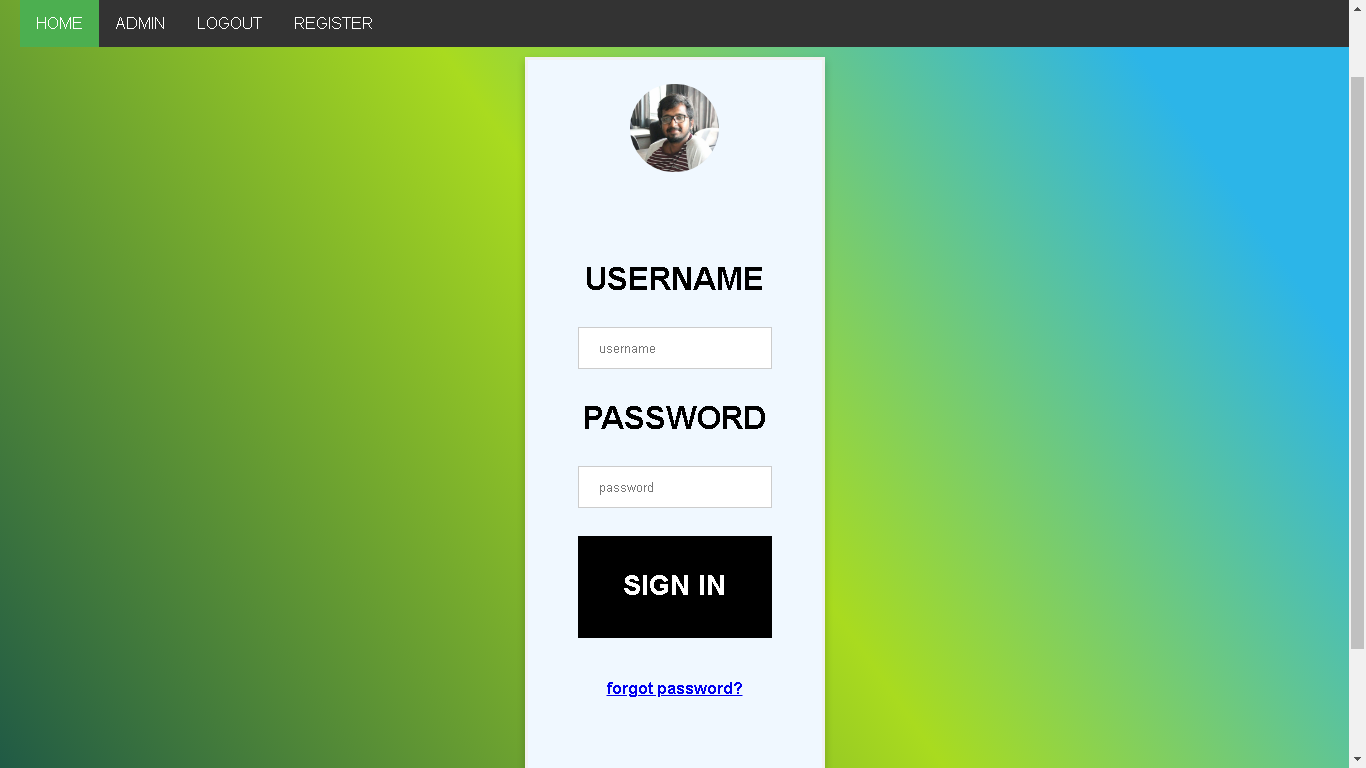 HOME ADMIN LOGOUT REGISTER
USERNAME
username
PASSWORD
password
SIGN IN
forgot password?